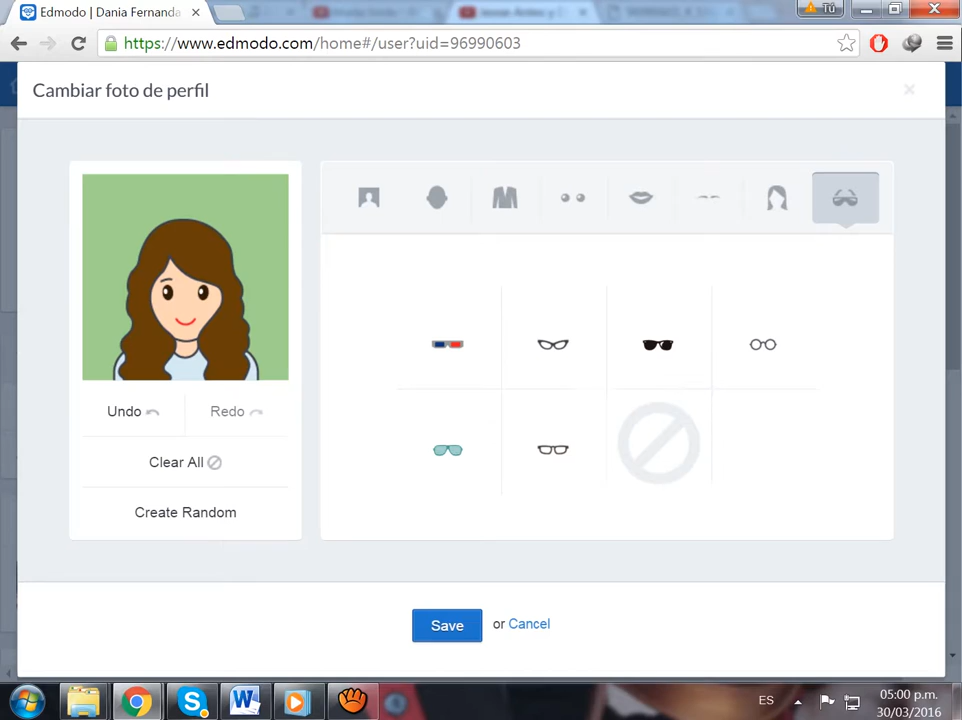 Edmodo | Dania Fernanda
Tú
https://www.edmodo.com/home#/user?uid=96990603
Cambiar foto de perfil
Undo
Redo
Clear All
Create Random
Save or Cancel
ES
05:00 p.m.
30/03/2016